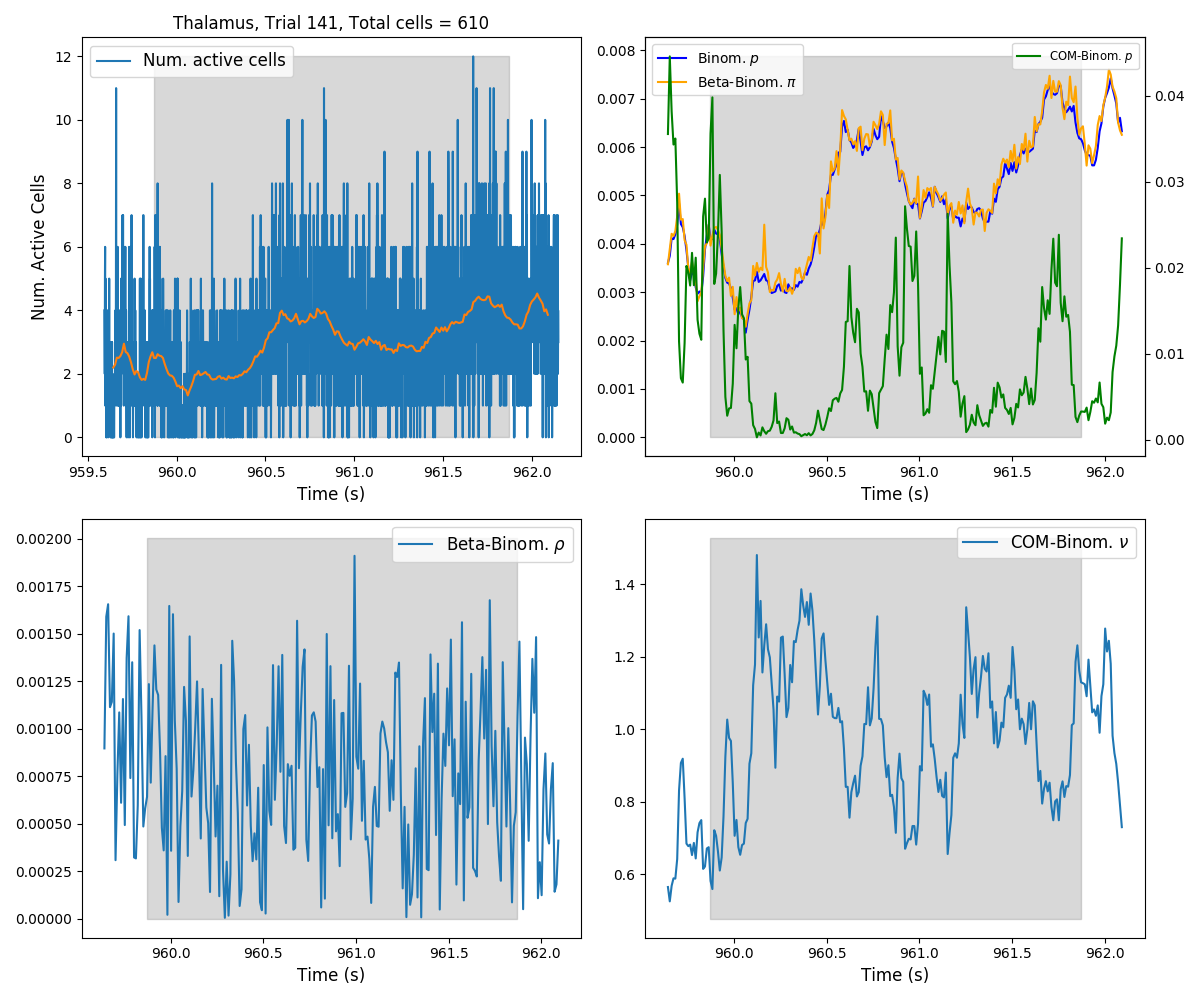 Thalamus, Trial 141, Total cells = 610
Num. active cells
Num. Active Cells
12
10
8
6
4
2
0
959.5 960.0 960.5 961.0 961.5 962.0
Time (s)
Binom. p
Beta-Binom. π
COM-Binom. p
0.008
0.007
0.006
0.005
0.004
0.003
0.002
0.001
0.000
0.04
0.03
0.02
0.01
0.00
960.0 960.5 961.0 961.5 962.0
Time (s)
Beta-Binom. ρ
0.00200
0.00175
0.00150
0.00125
0.00100
0.00075
0.00050
0.00025
0.00000
960.0 960.5 961.0 961.5 962.0
Time (s)
COM-Binom. ν
1.4
1.2
1.0
0.8
0.6
960.0 960.5 961.0 961.5 962.0
Time (s)